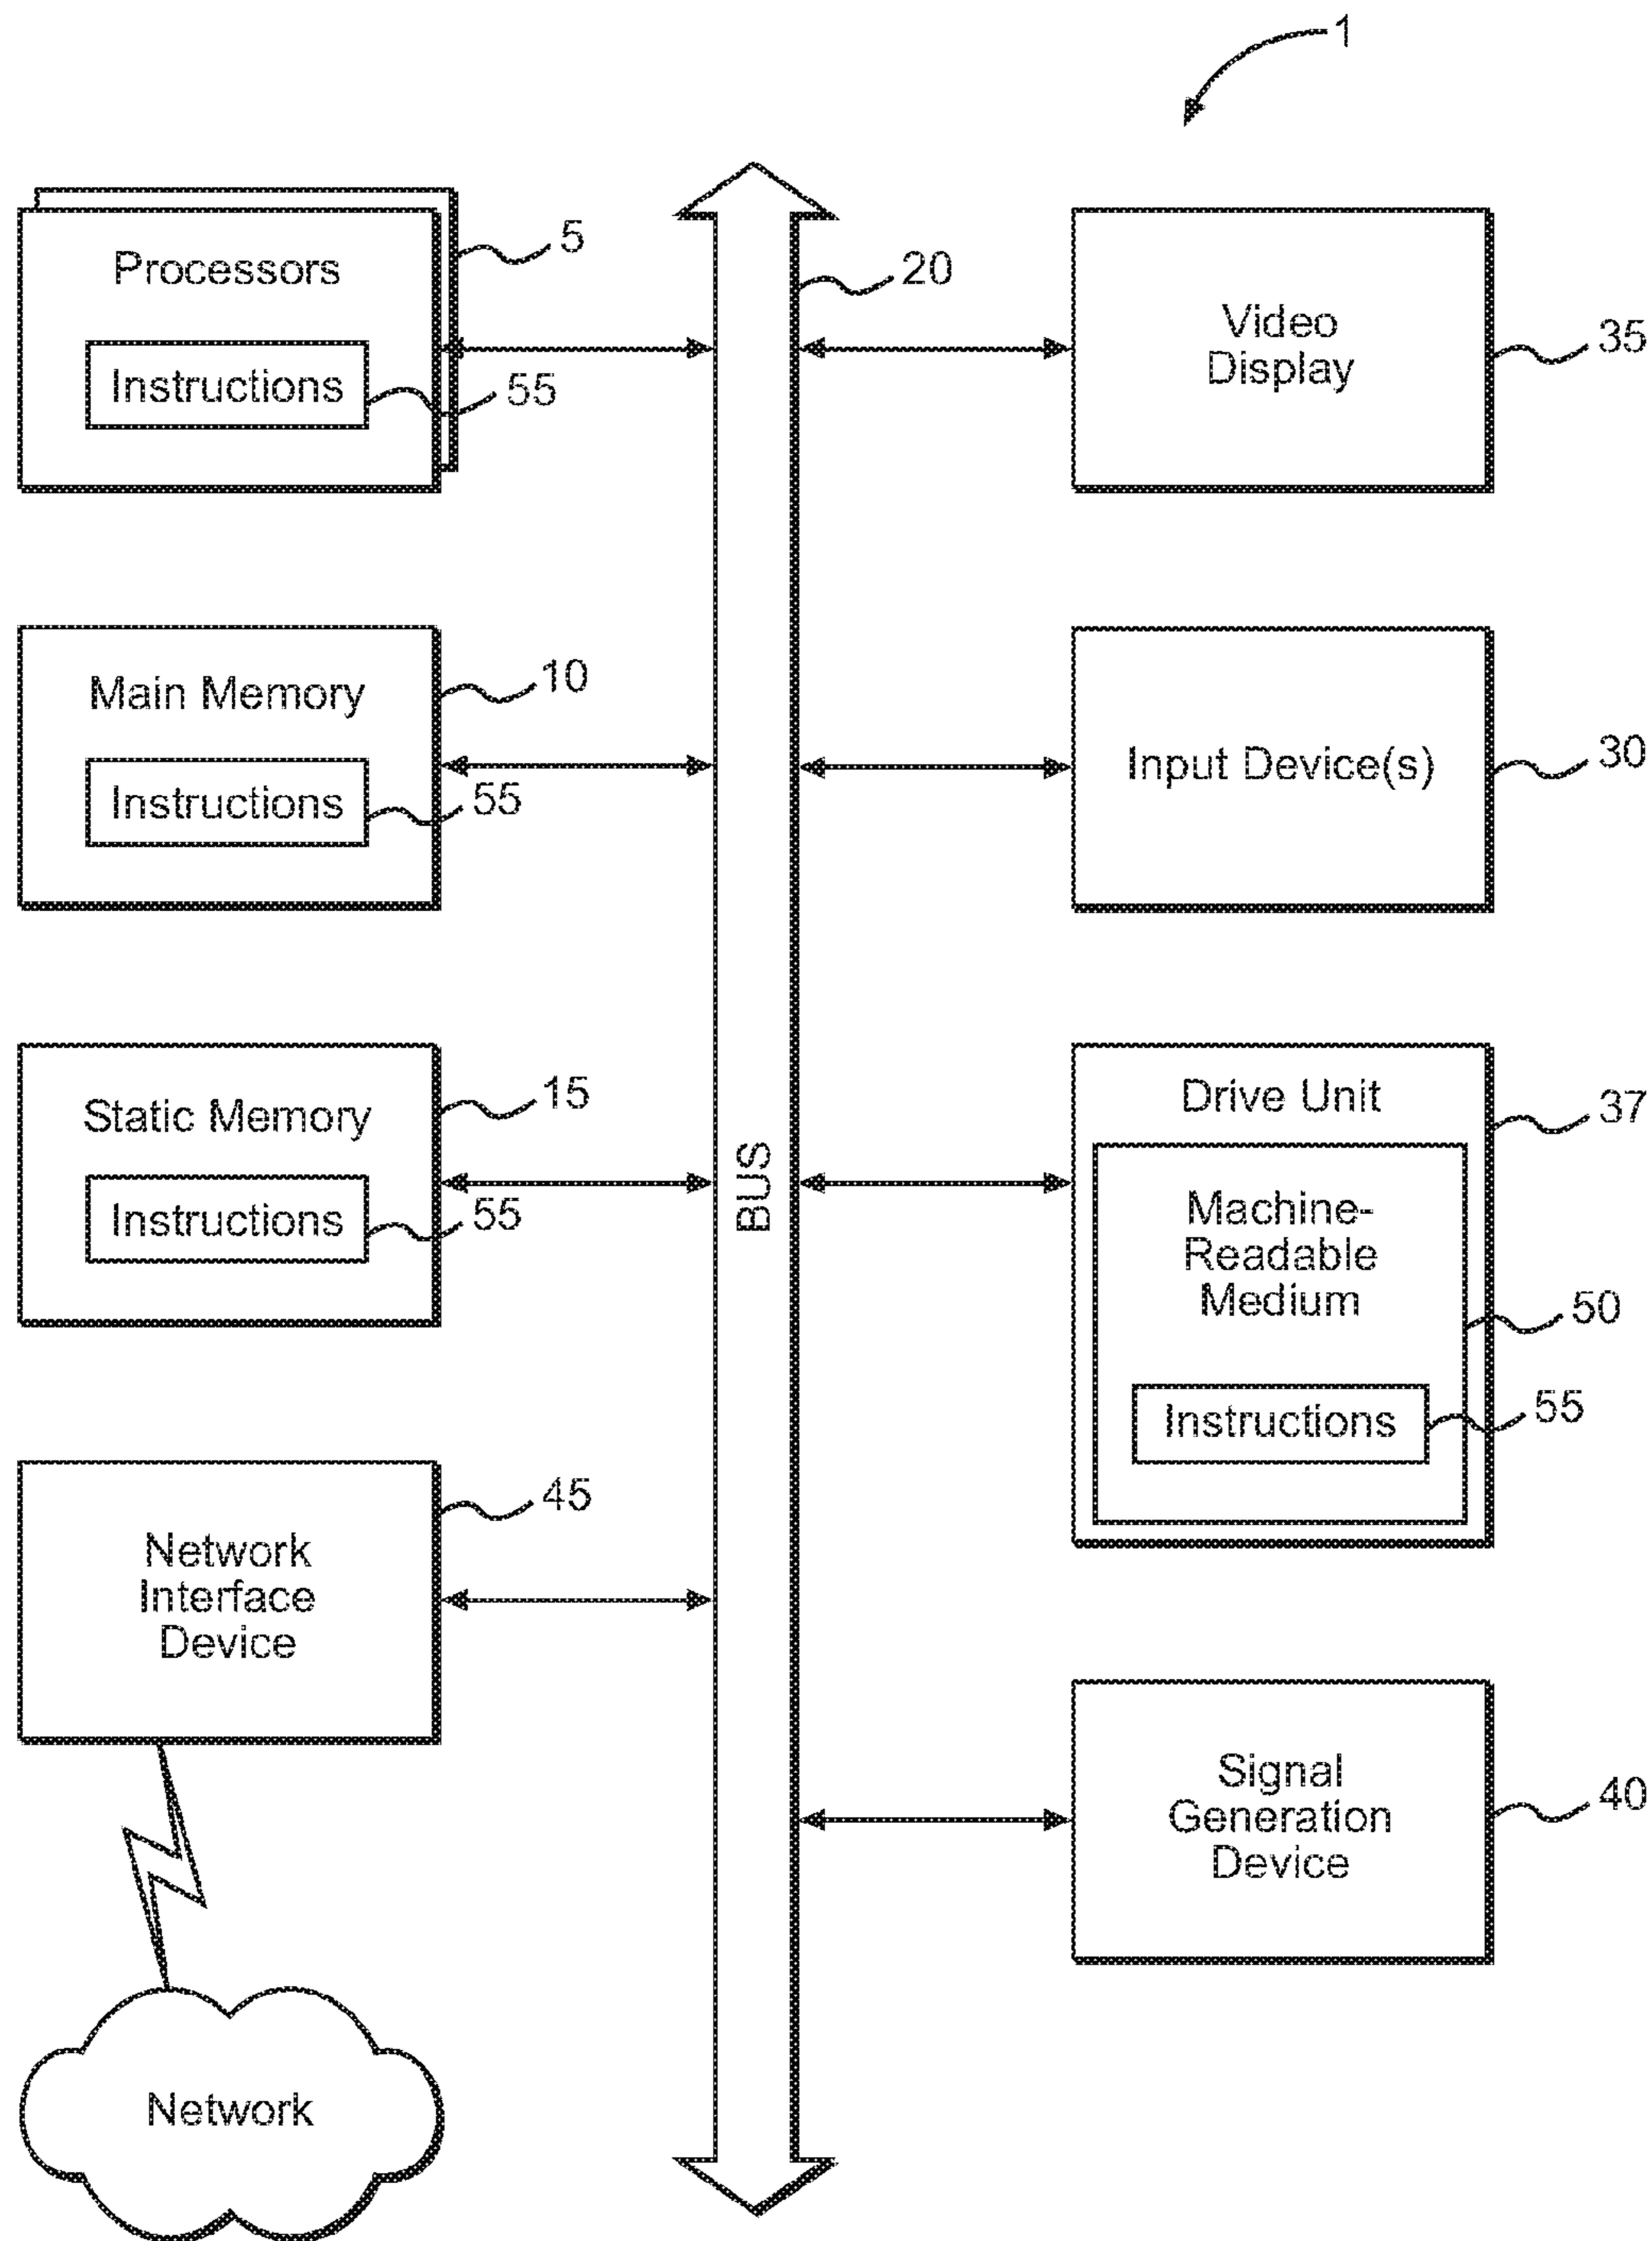 1
Processors
5
Instructions
55
20
Video
Display
35
Main Memory
10
Instructions
55
Input Device(s)
30
Static Memory
15
Instructions
55
BUS
Drive Unit
37
Machine-
Readable
Medium
50
Instructions
55
Network
Interface
Device
45
Signal
Generation
Device
40
Network